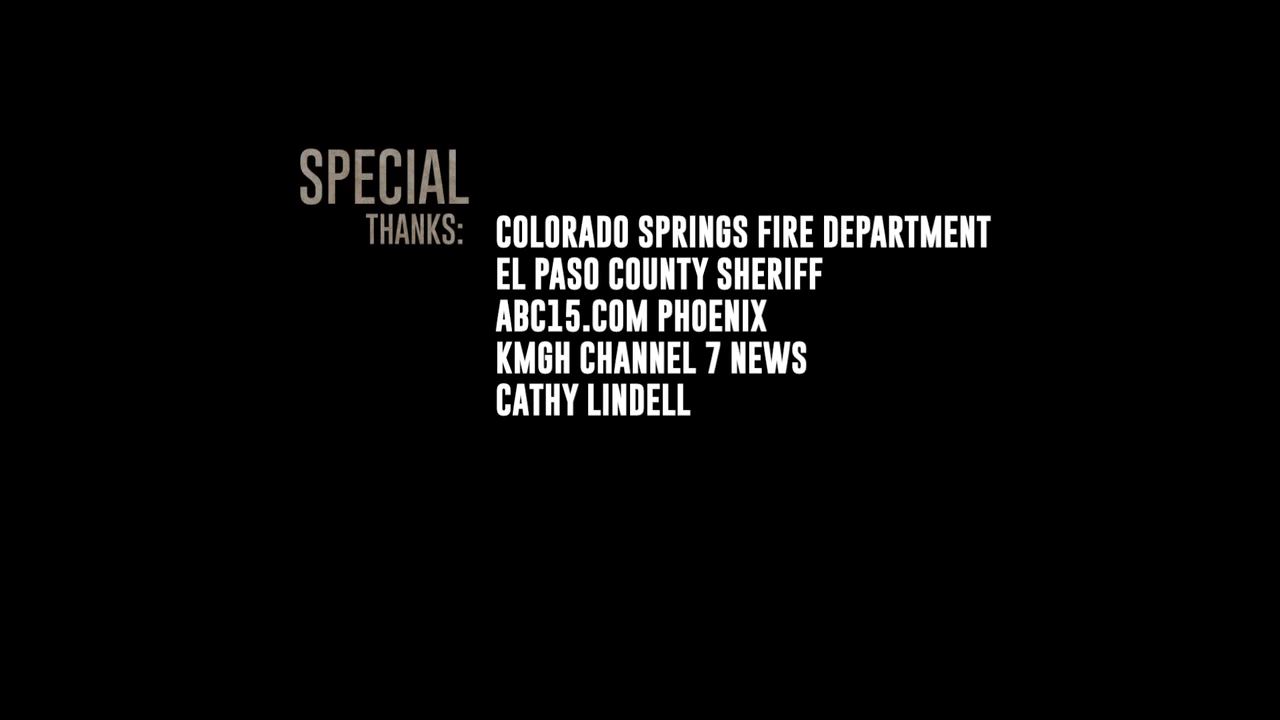 SPECIAL
THANKS:
COLORADO SPRINGS FIRE DEPARTMENT
EL PASO COUNTY SHERIFF
ABC15.COM PHOENIX
KMGH CHANNEL 7 NEWS
CATHY LINDELL